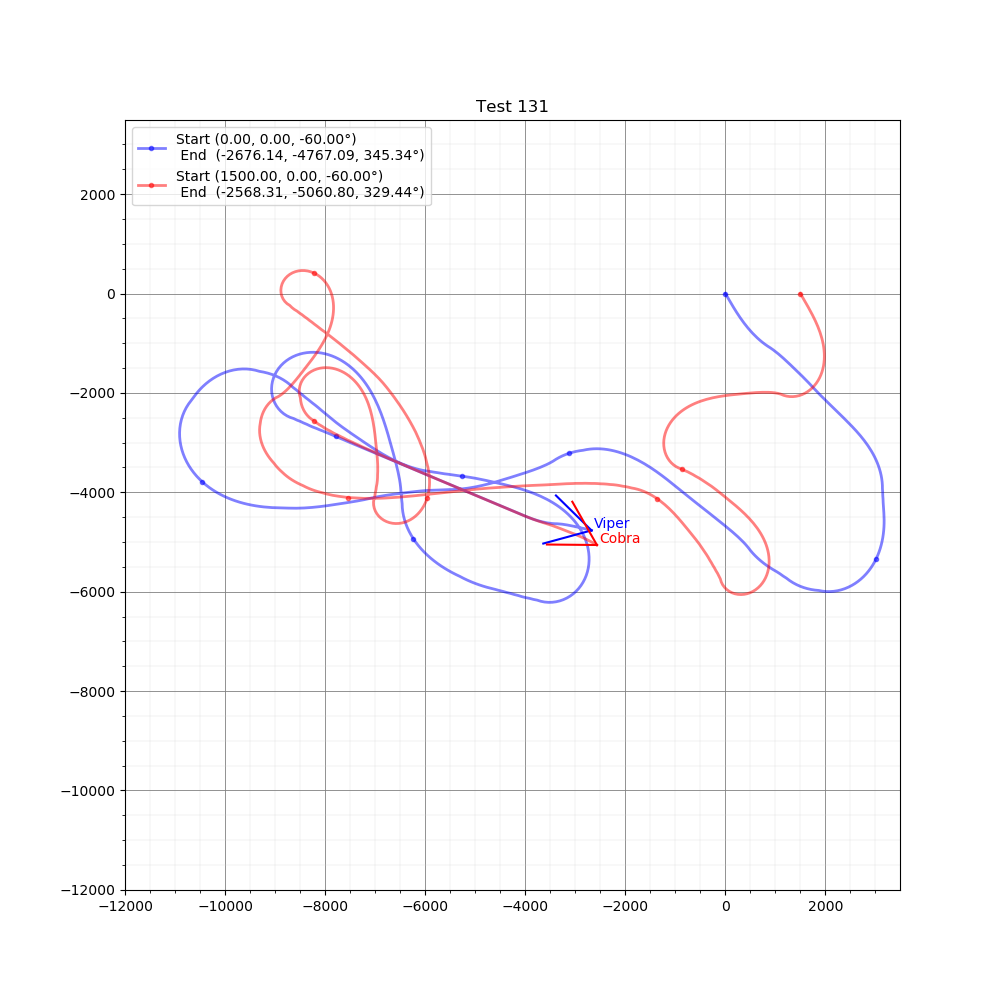 Test 131
Start (0.00, 0.00, -60.00°)
End  (-2676.14, -4767.09, 345.34°)
Start (1500.00, 0.00, -60.00°)
End  (-2568.31, -5060.80, 329.44°)
2000
0
−2000
−4000
−6000
−8000
−10000
−12000
Viper
Cobra
−12000
−10000
−8000
−6000
−4000
−2000
0
2000